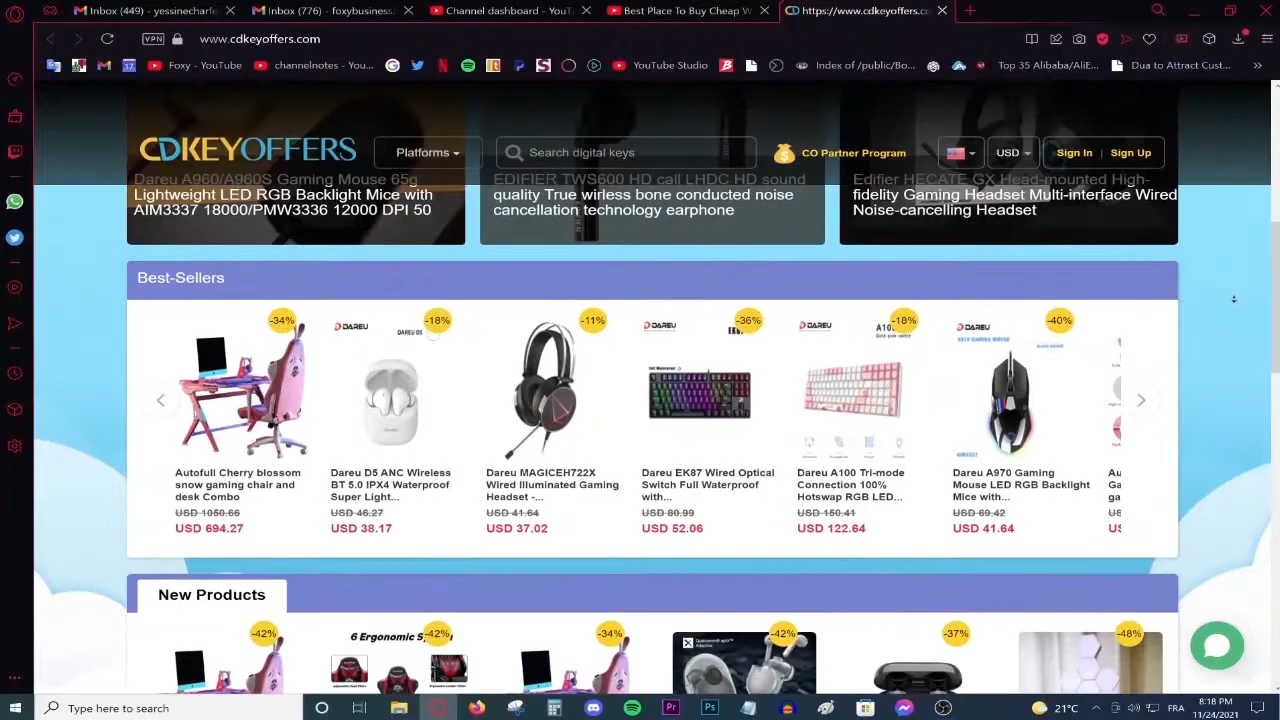 Inbox (449) - yessinecharfi
Inbox (776) - foxybusiness
Channel dashboard - YouT
Best Place To Buy Cheap W
https://www.cdkeyoffers.c
VPN
www.cdkeyoffers.com
Foxy - YouTube
channelnotes - You...
YouTube Studio
Index of /public/Bo...
Top 35 Alibaba/AliE...
Dua to Attract Cust...
CDKEYOFFERS
Platforms
Search digital keys
CO Partner Program
USD
Sign In | Sign Up
Dareu A960/A960S Gaming Mouse 65g
Lightweight LED RGB Backlight Mice with
AIM3337 18000/PMW3336 12000 DPI 50
EDIFIER TWS600 HD call LHDC HD sound
quality True wirless bone conducted noise
cancellation technology earphone
Edifier HECATE GX Head-mounted High-
fidelity Gaming Headset Multi-interface Wired
Noise-cancelling Headset
Best-Sellers
-34%
-18%
-11%
-36%
-18%
-40%
DAREU
DAREU D5
DAREU
EK87
DAREU
A100
DAREU
Autofull Cherry blossom
snow gaming chair and
desk Combo
USD 1050.66
USD 694.27
Dareu D5 ANC Wireless
BT 5.0 IPX4 Waterproof
Super Light...
USD 46.27
USD 38.17
Dareu MAGICEH722X
Wired Illuminated Gaming
Headset -...
USD 41.64
USD 37.02
Dareu EK87 Wired Optical
Switch Full Waterproof
with...
USD 80.99
USD 52.06
Dareu A100 Tri-mode
Connection 100%
Hotswap RGB LED...
USD 150.41
USD 122.64
Dareu A970 Gaming
Mouse LED RGB Backlight
Mice with...
USD 69.42
USD 41.64
New Products
-42%
-42%
-34%
-42%
-37%
-48%
6 Ergonomic S
Type here to search
21°C
FRA
8:18 PM
11/24/2021